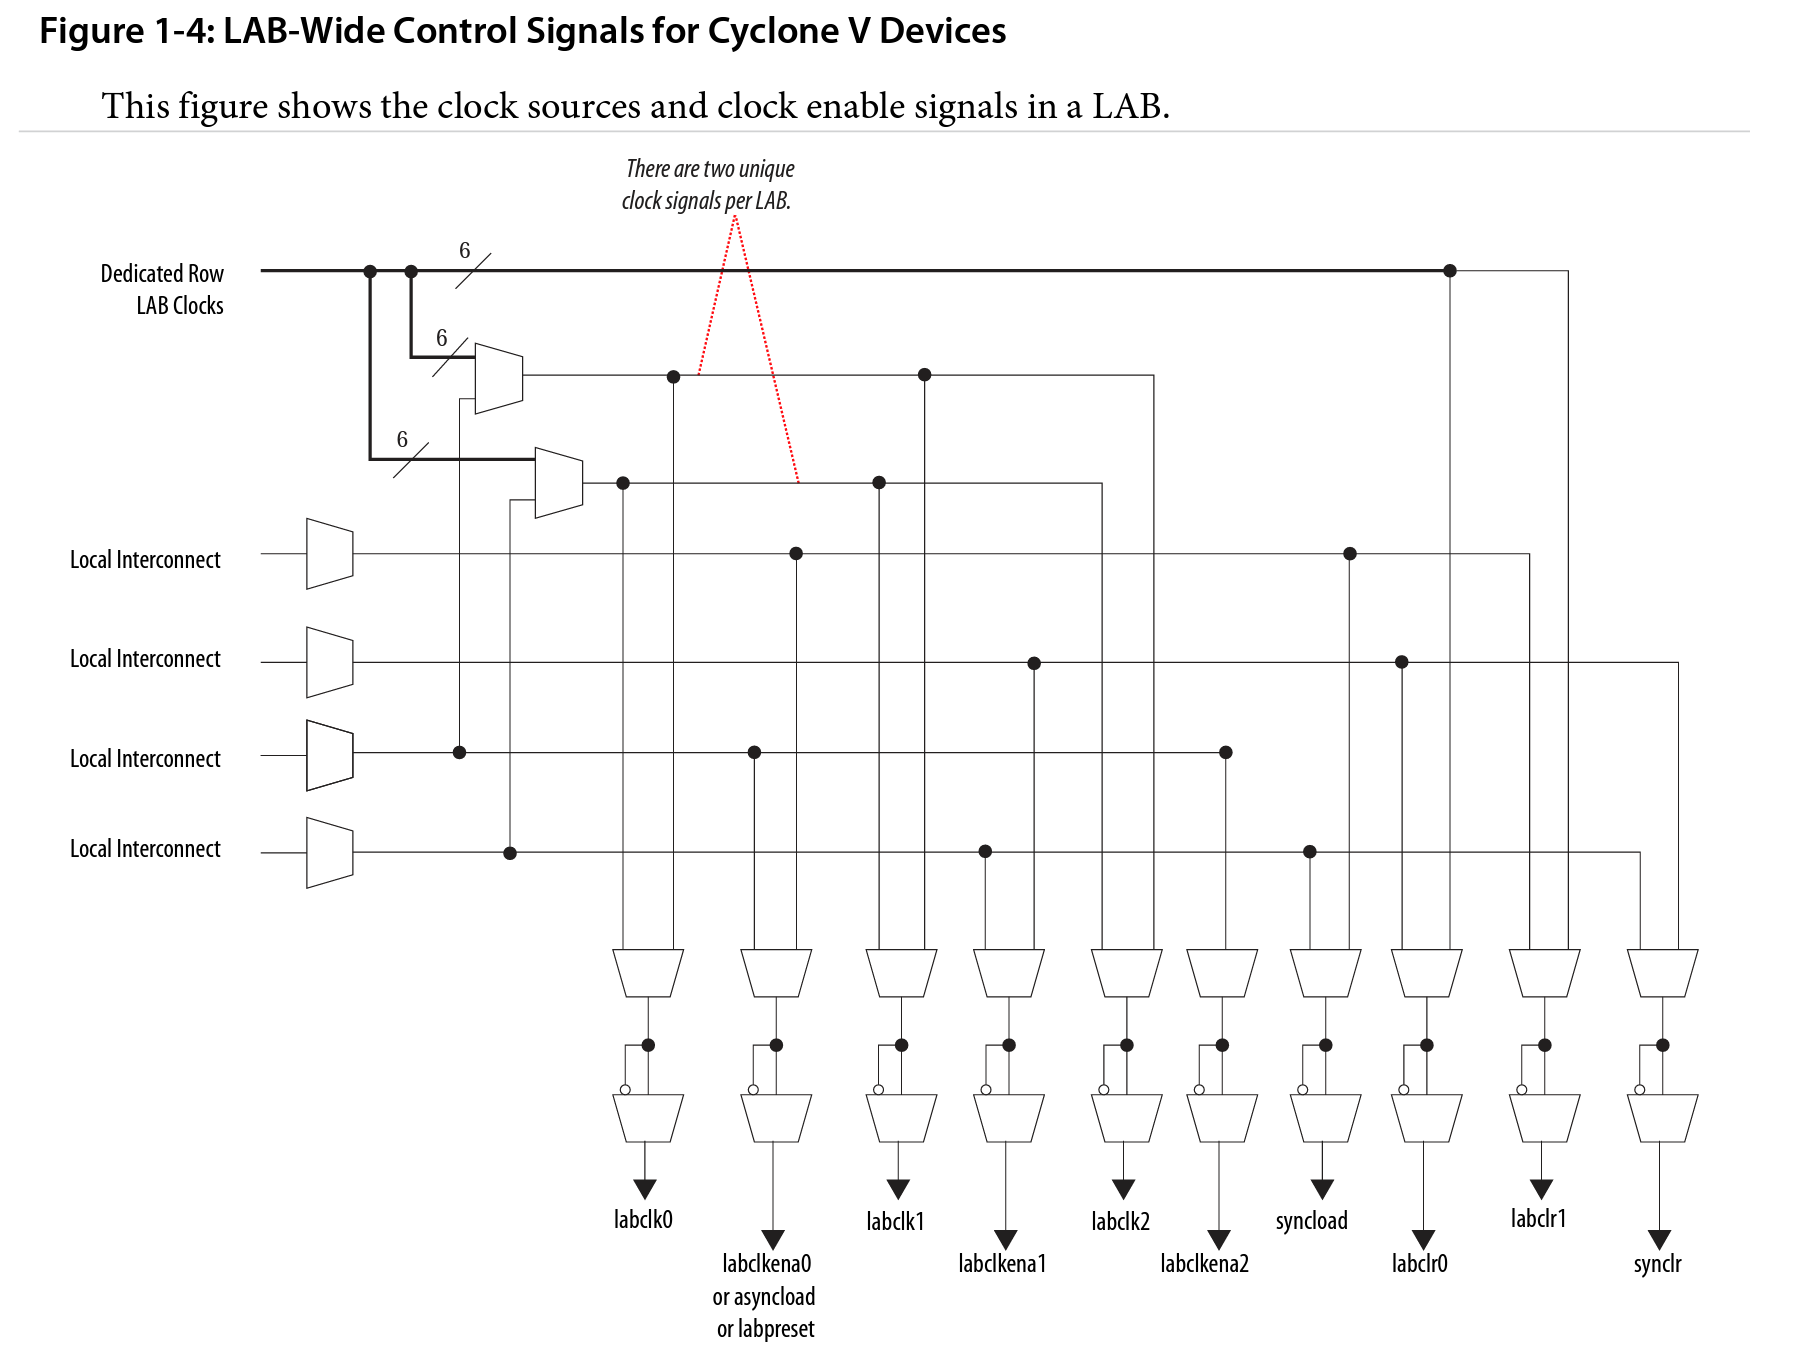 Figure 1-4: LAB-Wide Control Signals for Cyclone V Devices
This figure shows the clock sources and clock enable signals in a LAB.
There are two unique
clock signals per LAB.
6
Dedicated Row
LAB Clocks
6
6
Local Interconnect
Local Interconnect
Local Interconnect
Local Interconnect
labclk0
labclkena0
or asyncload
or labpreset
labclk1
labclkena1
labclk2
labclkena2
syncload
labclr0
labclr1
synclr